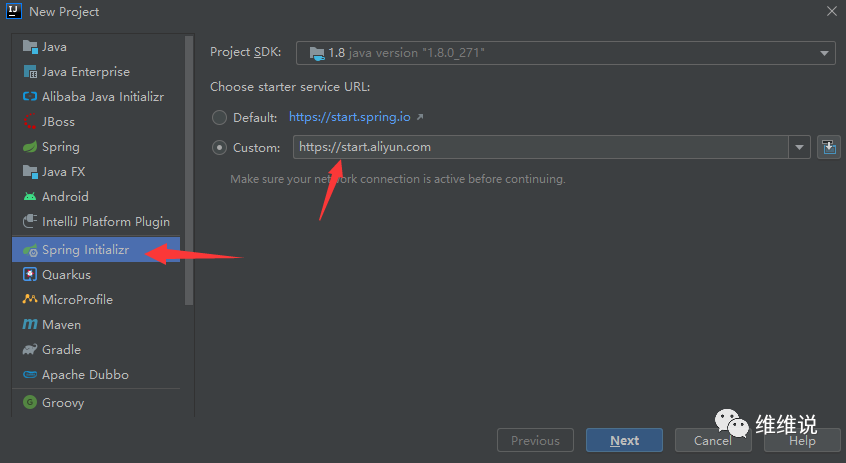 New Project
Java
Java Enterprise
Alibaba Java Initializr
JBoss
Spring
Java FX
Android
IntelliJ Platform Plugin
Spring Initializr
Quarkus
MicroProfile
Maven
Gradle
Apache Dubbo
Groovy
Project SDK: 1.8 java version "1.8.0_271"
Choose starter service URL:
Default: https://start.spring.io
Custom: https://start.aliyun.com
Make sure your network connection is active before continuing.
Previous Next Cancel Help
维维说